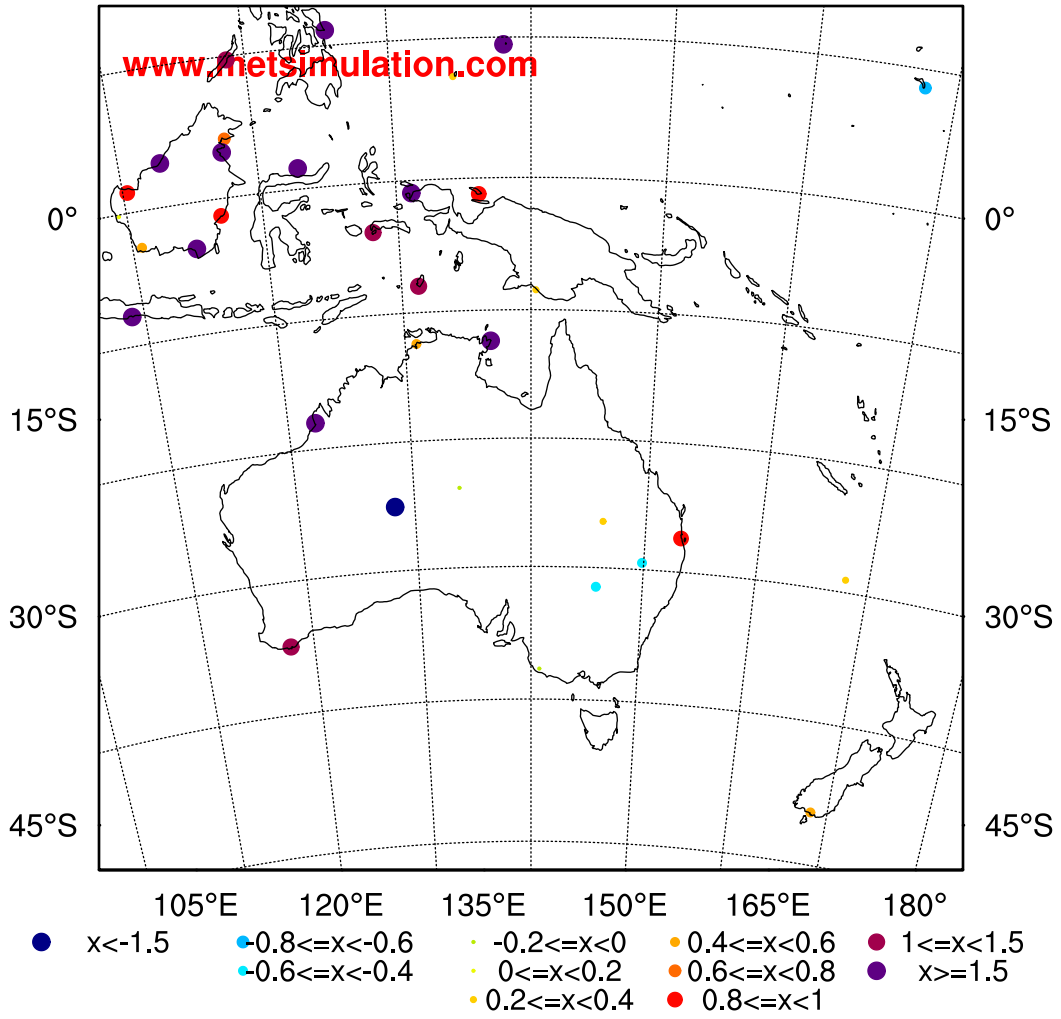 www.metsimulation.com
0° 0°
15°S 15°S
30°S 30°S
45°S 45°S
105°E 120°E 135°E 150°E 165°E 180°
x<-1.5 -0.8<=x<-0.6 -0.2<=x<0 0.4<=x<0.6 1<=x<1.5
-0.6<=x<-0.4 0<=x<0.2 0.6<=x<0.8 x>=1.5
0.2<=x<0.4 0.8<=x<1